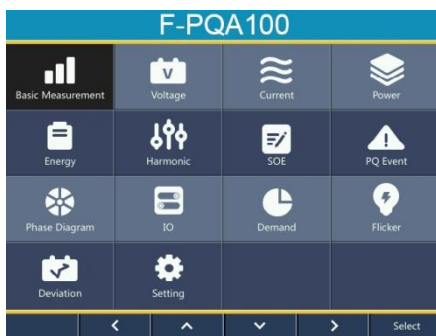 F-PQA100
Basic Measurement
V
Voltage
Current
Power
Energy
Harmonic
SOE
PQ Event
Phase Diagram
IO
Demand
Flicker
Deviation
Setting
Select